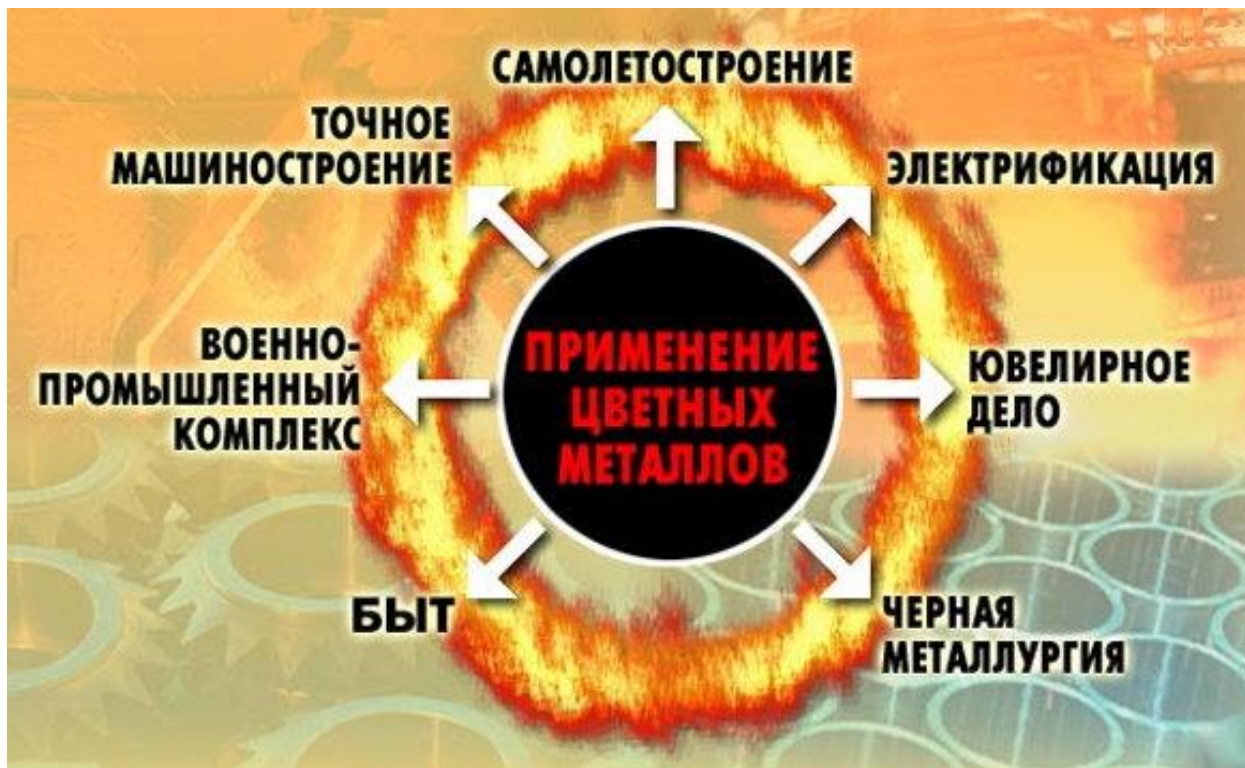 САМОЛЕТОСТРОЕНИЕ
ТОЧНОЕ
МАШИНОСТРОЕНИЕ
ЭЛЕКТРИФИКАЦИЯ
ВОЕННО-
ПРОМЫШЛЕННЫЙ
КОМПЛЕКС
ПРИМЕНЕНИЕ
ЦВЕТНЫХ
МЕТАЛЛОВ
ЮВЕЛИРНОЕ
ДЕЛО
БЫТ
ЧЕРНАЯ
МЕТАЛЛУРГИЯ